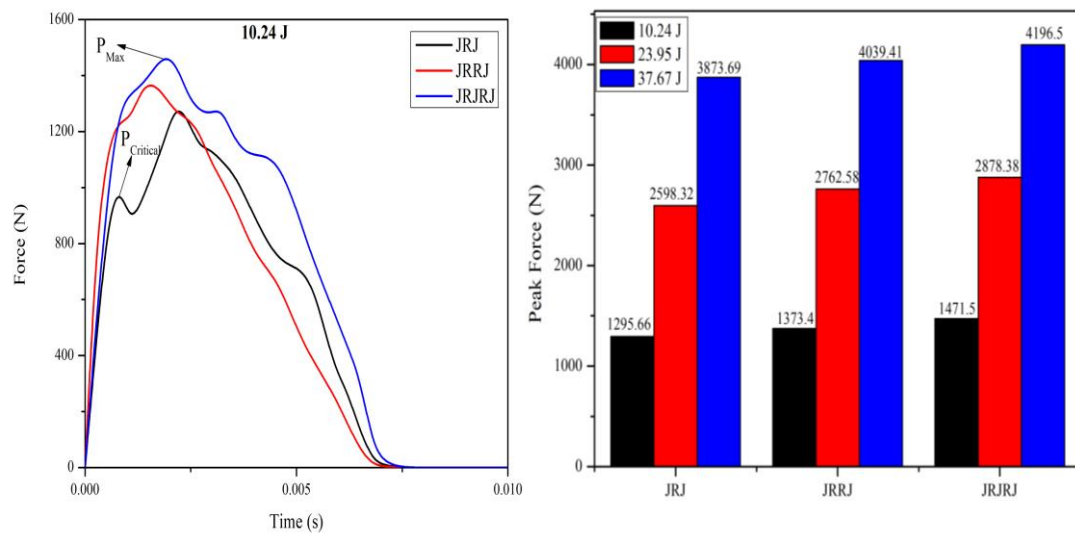 1600
1200
800
400
0
Force (N)
10.24 J
P Max
P Critical
JRJ
JRRJ
JRJRJ
0.000
0.005
0.010
Time (s)
4000
3000
2000
1000
0
Peak Force (N)
10.24 J
23.95 J
37.67 J
1295.66
2598.32
3873.69
1373.4
2762.58
4039.41
1471.5
2878.38
4196.5
JRJ
JRRJ
JRJRJ